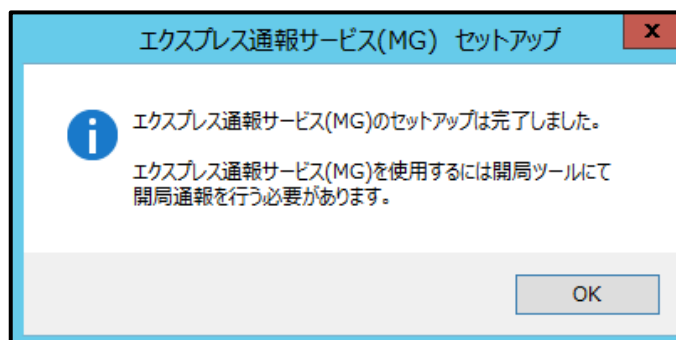 エクスプレス通報サービス(MG) セットアップ
x
エクスプレス通報サービス(MG)のセットアップは完了しました。
エクスプレス通報サービス(MG)を使用するには開局ツールにて
開局通報を行う必要があります。
OK